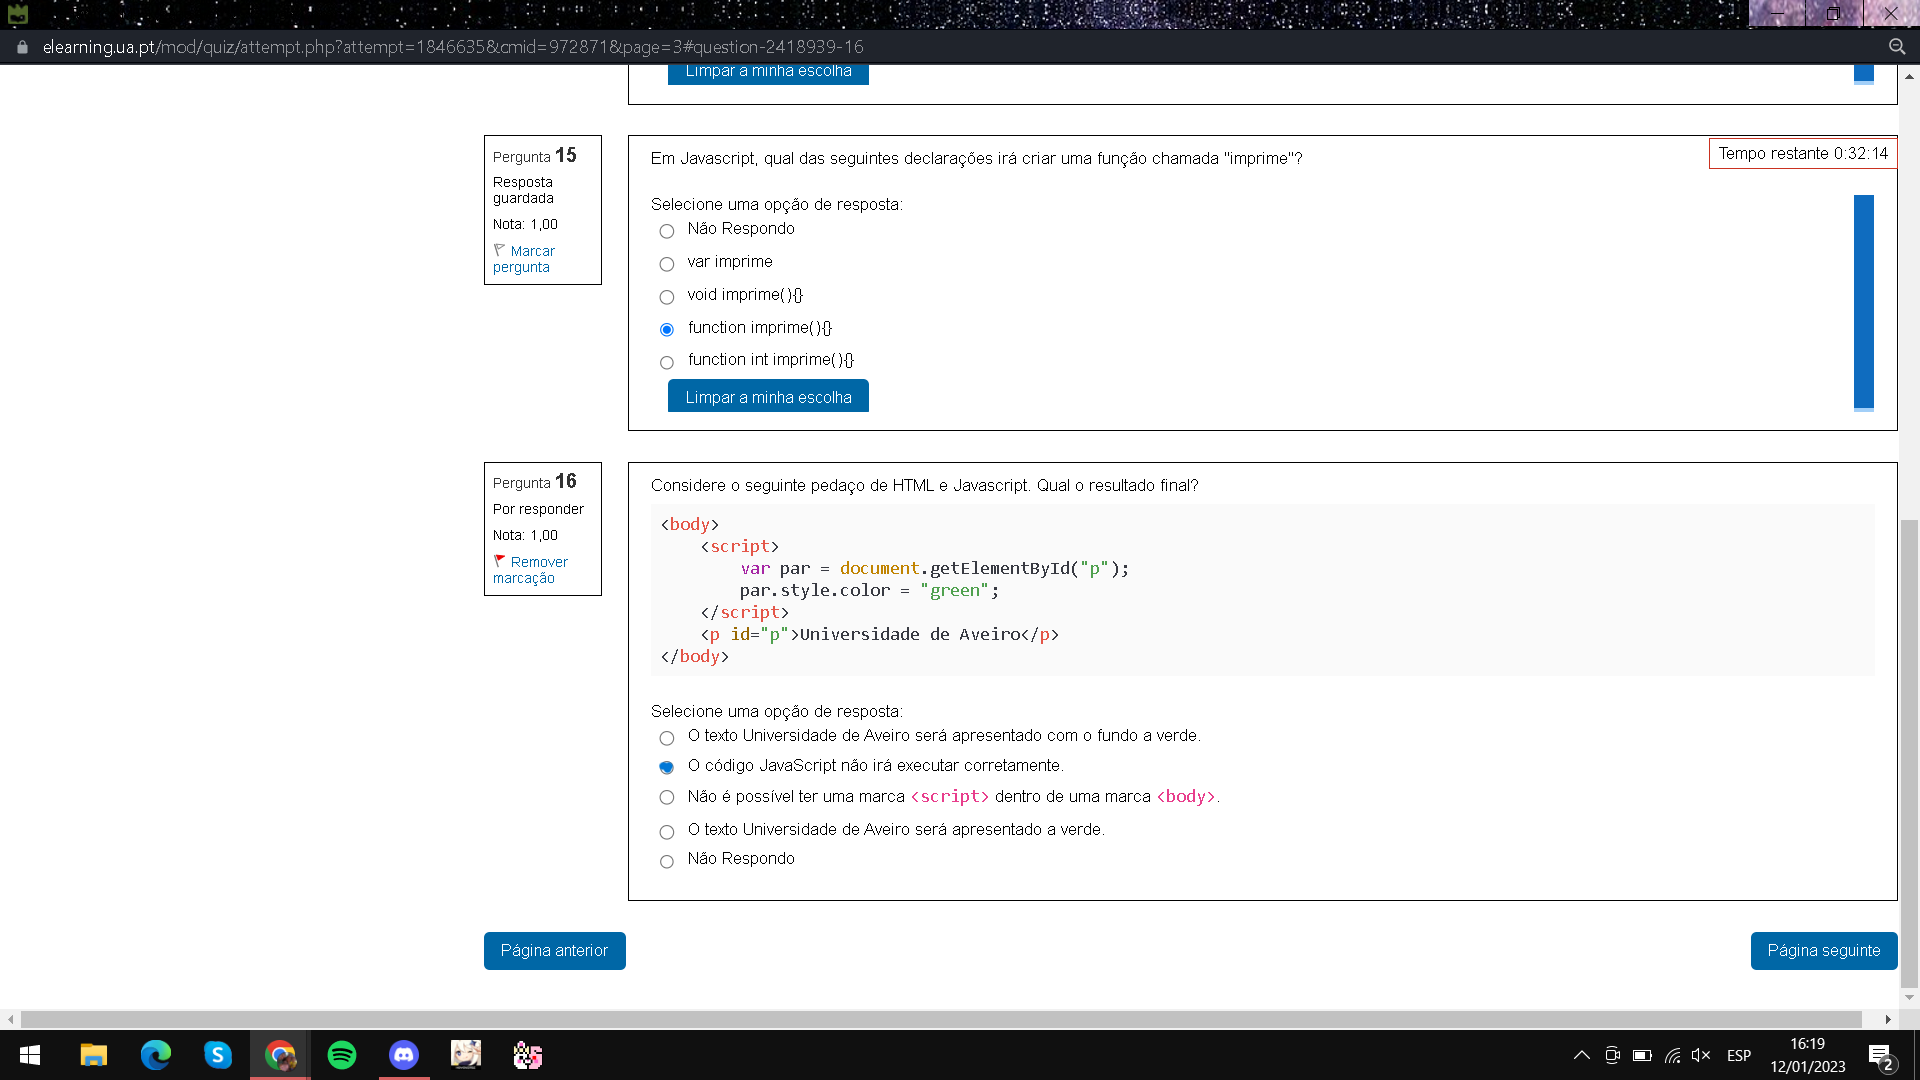 elearning.ua.pt/mod/quiz/attempt.php?attempt=1846635&cmid=972871&page=3#question-2418939-16
Limpar a minha escolha
Pergunta 15
Resposta
guardada
Nota: 1,00
Marcar
pergunta
Tempo restante 0:32:14
Em Javascript, qual das seguintes declarações irá criar uma função chamada "imprime"?
Selecione uma opção de resposta:
Não Respondo
var imprime
void imprime(){}
function imprime(){}
function int imprime(){}
Limpar a minha escolha
Pergunta 16
Por responder
Nota: 1,00
Remover
marcação
Considere o seguinte pedaço de HTML e Javascript. Qual o resultado final?
<body>
<script>
var par = document.getElementById("p");
par.style.color = "green";
</script>
<p id="p">Universidade de Aveiro</p>
</body>
Selecione uma opção de resposta:
O texto Universidade de Aveiro será apresentado com o fundo a verde.
O código JavaScript não irá executar corretamente.
Não é possível ter uma marca <script> dentro de uma marca <body>.
O texto Universidade de Aveiro será apresentado a verde.
Não Respondo
Página anterior
Página seguinte
ESP
16:19
12/01/2023
2